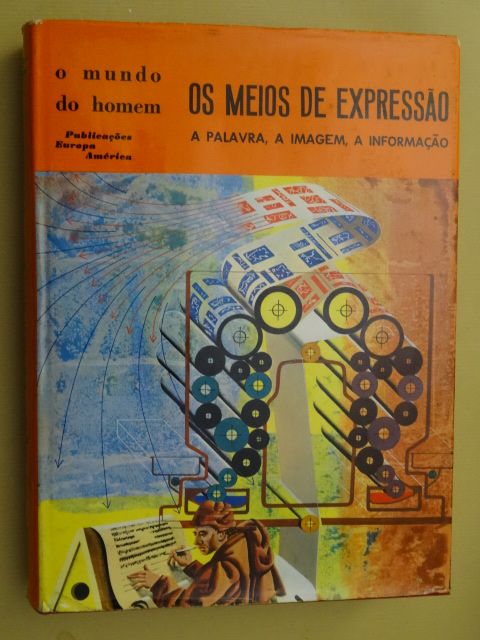 o mundo
do homem
Publicações
Europa
América
OS MEIOS DE EXPRESSÃO
A PALAVRA, A IMAGEM, A INFORMAÇÃO